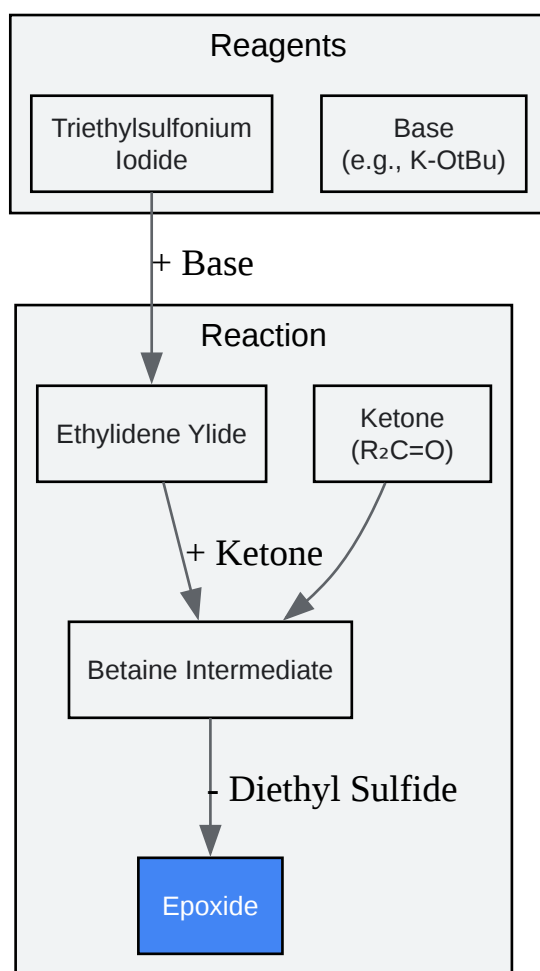 Reagents
Triethylsulfonium
Iodide
Base
(e.g., K-OtBu)
+ Base
Reaction
Ethylidene Ylide
Ketone
(R₂C=O)
+ Ketone
Betaine Intermediate
- Diethyl Sulfide
Epoxide